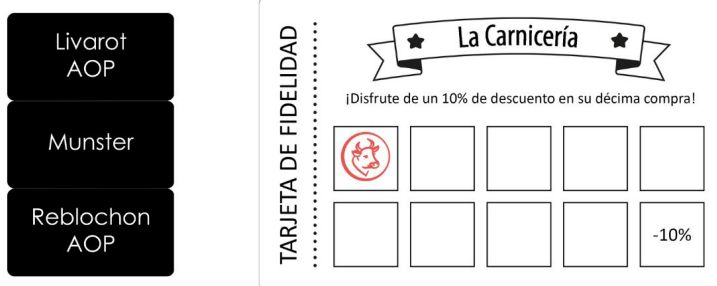 Livarot
AOP
Munster
Reblochon
AOP
TARJETA DE FIDELIDAD
La Carnicería
¡Disfrute de un 10% de descuento en su décima compra!
-10%